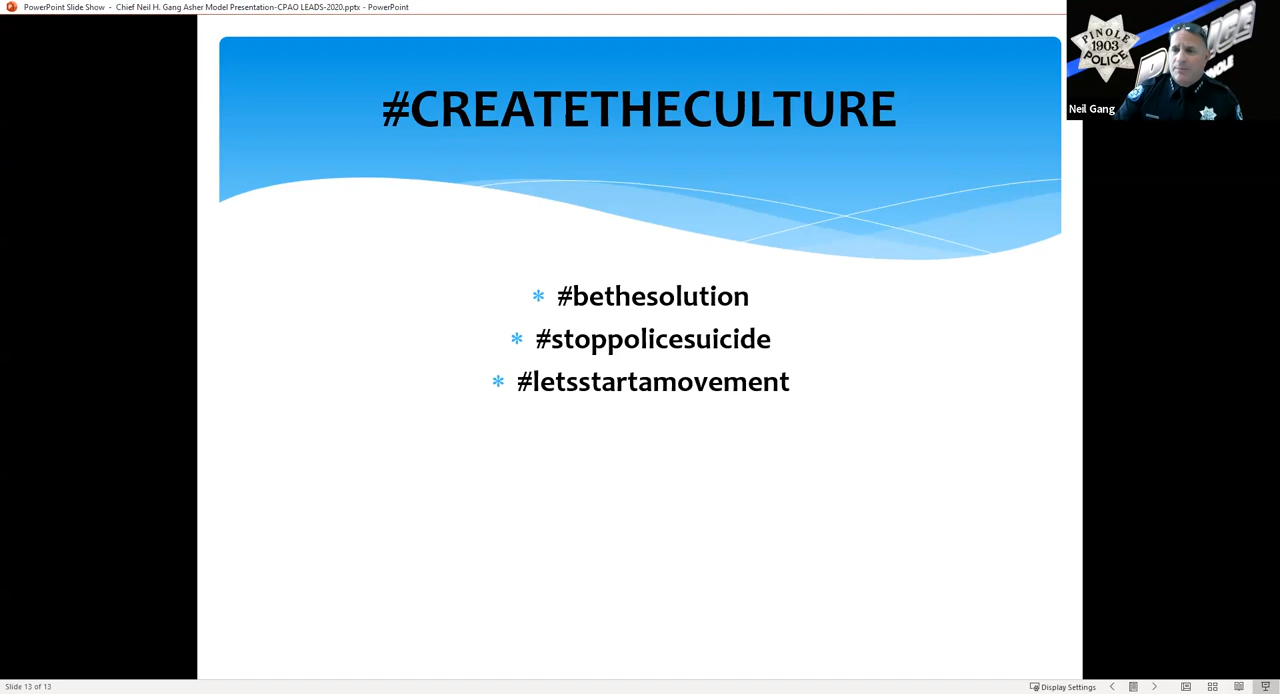 PowerPoint Slide Show - Chief Neil H. Gang Asher Model Presentation-CPAO LEADS-2020.pptx - PowerPoint
PINOLE
1903
POLICE
Neil Gang
#CREATETHECULTURE
* #bethesolution
* #stoppolicesuicide
* #letsstartamovement
Slide 13 of 13
Display Settings